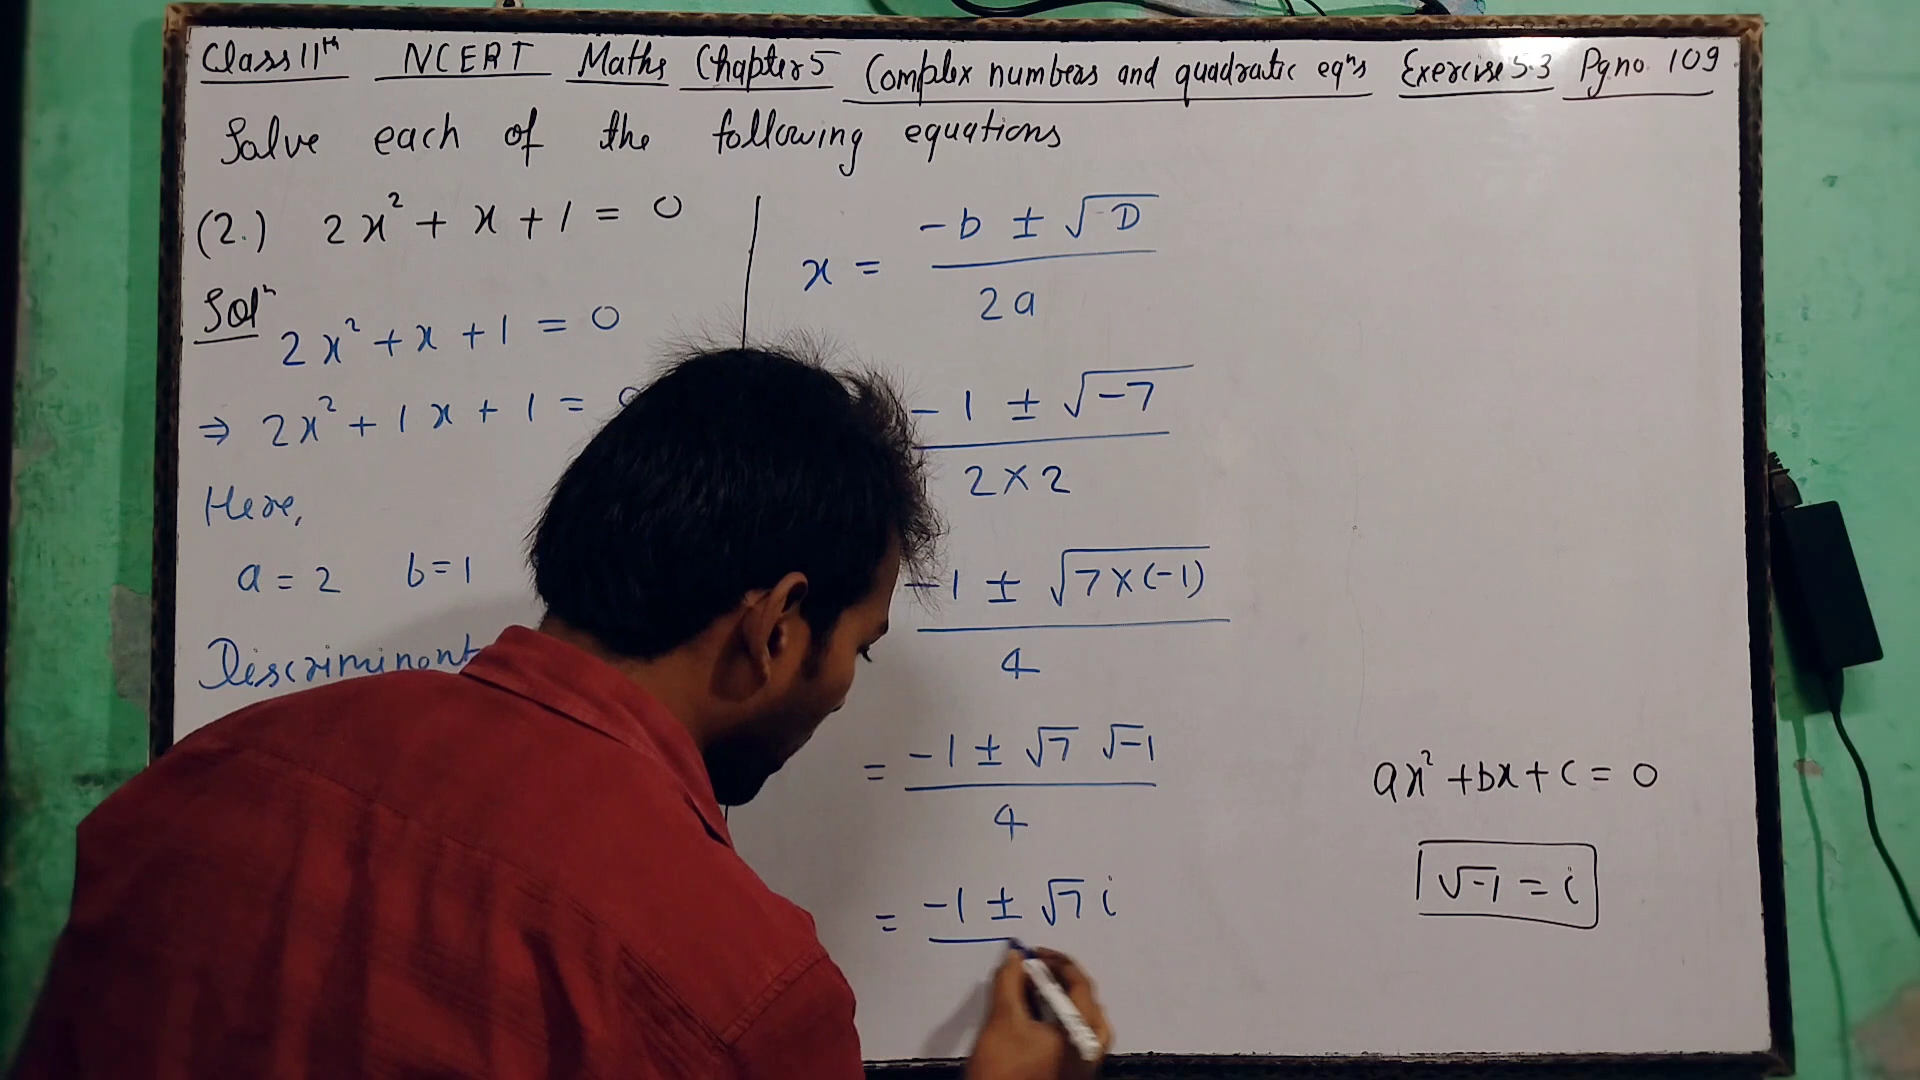 Class 11th NCERT Maths Chapter 5 Complex numbers and quadratic eqⁿs Exercise 5.3 Pg no. 109
Solve each of the following equations
(2.) 2x² + x + 1 = 0
Solⁿ
2x² + x + 1 = 0
⇒ 2x² + 1x + 1 =
Here,
a = 2 b = 1
Discriminant
x = (-b ± √D) / 2a
-1 ± √-7 / 2×2
-1 ± √7×(-1) / 4
= -1 ± √7 √-1 / 4
= -1 ± √7 i
ax² + bx + c = 0
√-1 = i